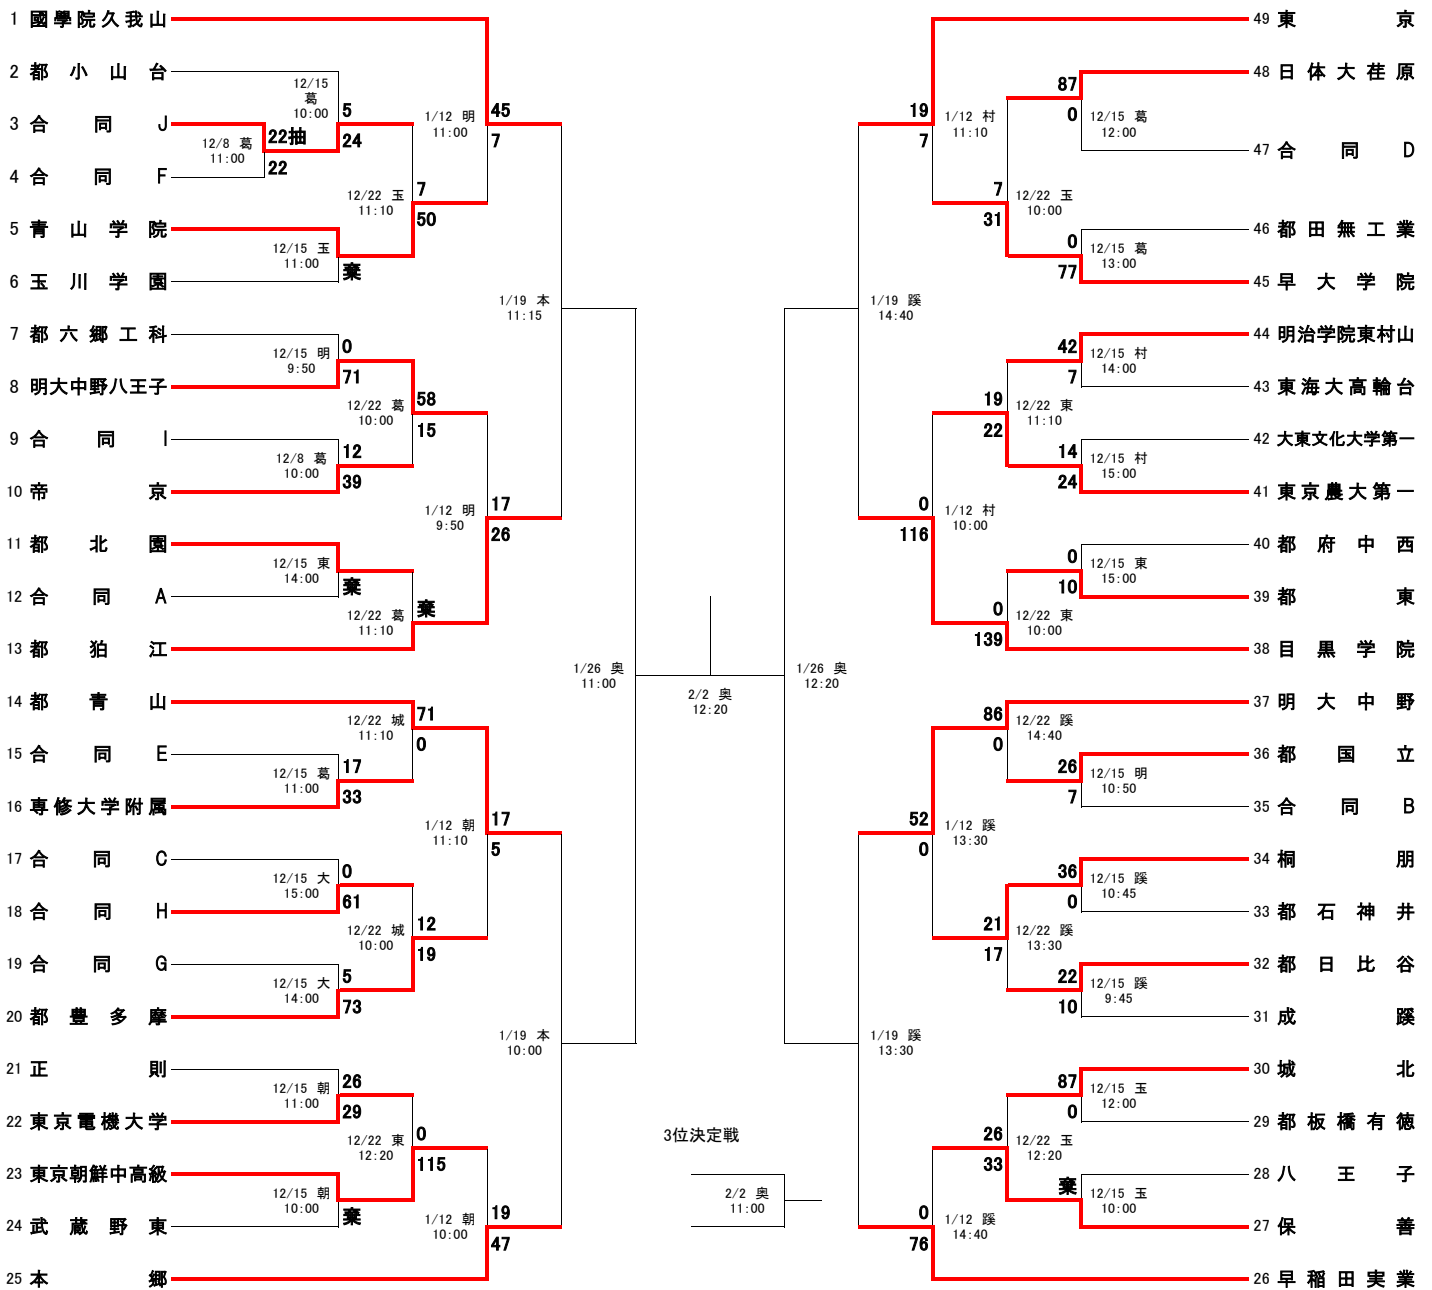 1 國學院久我山
2 都小山台
3 合同J
4 合同F
5 青山学院
6 玉川学園
7 都六郷工科
8 明大中野八王子
9 合同I
10 帝京
11 都北園
12 合同A
13 都狛江
14 都青山
15 合同E
16 専修大学附属
17 合同C
18 合同H
19 合同G
20 都豊多摩
21 正則
22 東京電機大学
23 東京朝鮮中高級
24 武蔵野東
25 本郷
12/8 葛
11:00
22抽
22
12/15
葛
10:00
5
24
12/15 玉
11:00
棄
12/22 玉
11:10
7
50
1/12 明
11:00
45
7
12/15 明
9:50
0
71
12/8 葛
10:00
12
39
12/22 葛
10:00
58
15
12/15 東
14:00
棄
12/22 葛
11:10
棄
1/12 明
9:50
17
26
1/19 本
11:15
12/15 葛
11:00
17
33
12/22 城
11:10
71
0
12/15 大
15:00
0
61
12/15 大
14:00
5
73
12/22 城
10:00
12
19
1/12 朝
11:10
17
5
12/15 朝
11:00
26
29
12/15 朝
10:00
棄
12/22 東
12:20
0
115
1/12 朝
10:00
19
47
1/19 本
10:00
1/26 奥
11:00
2/2 奥
12:20
1/26 奥
12:20
3位決定戦
2/2 奥
11:00
49 東京
48 日体大荏原
47 合同D
46 都田無工業
45 早大学院
44 明治学院東村山
43 東海大高輪台
42 大東文化大学第一
41 東京農大第一
40 都府中西
39 都東
38 目黒学院
37 明大中野
36 都国立
35 合同B
34 桐朋
33 都石神井
32 都日比谷
31 成蹊
30 城北
29 都板橋有徳
28 八王子
27 保善
26 早稲田実業
87
0
12/15 葛
12:00
0
77
12/15 葛
13:00
7
31
12/22 玉
10:00
19
7
1/12 村
11:10
42
7
12/15 村
14:00
14
24
12/15 村
15:00
19
22
12/22 東
11:10
0
10
12/15 東
15:00
0
139
12/22 東
10:00
0
116
1/12 村
10:00
1/19 蹊
14:40
26
7
12/15 明
10:50
86
0
12/22 蹊
14:40
36
0
12/15 蹊
10:45
22
10
12/15 蹊
9:45
21
17
12/22 蹊
13:30
52
0
1/12 蹊
13:30
87
0
12/15 玉
12:00
棄
12/15 玉
10:00
26
33
12/22 玉
12:20
0
76
1/12 蹊
14:40
1/19 蹊
13:30